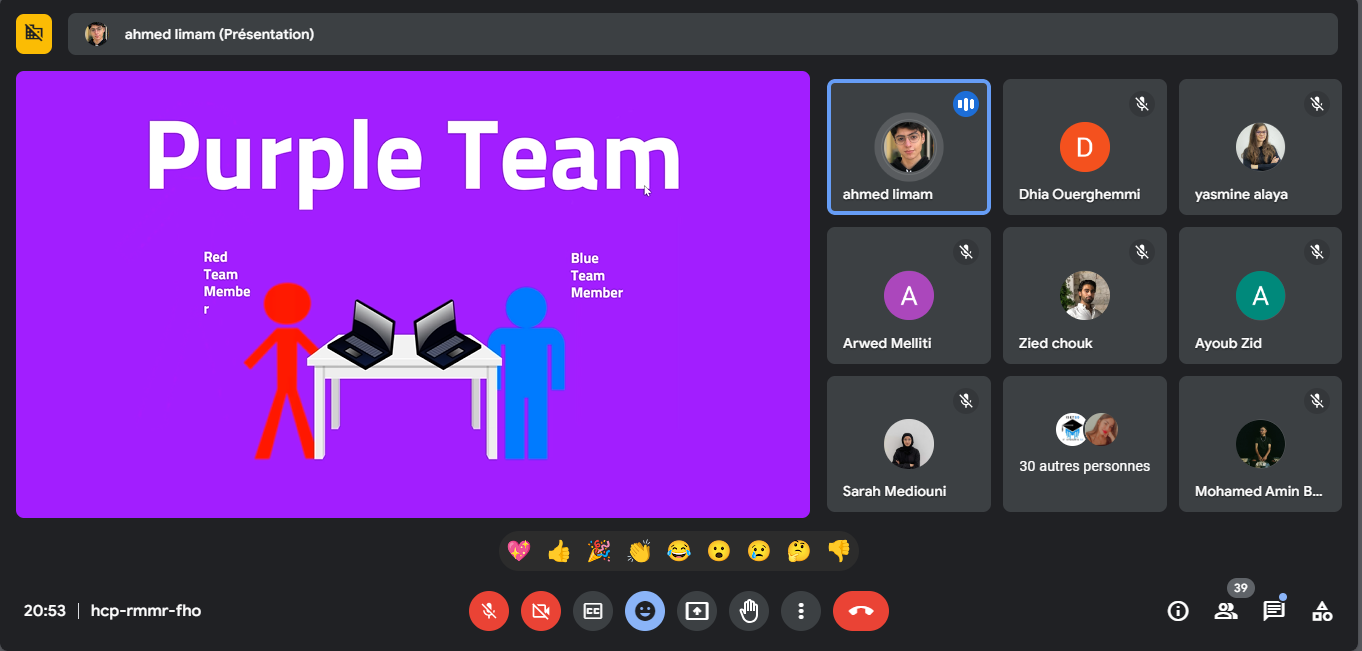 ahmed limam (Présentation)
Purple Team
Red
Team
Membe
r
Blue
Team
Member
ahmed limam
D
Dhia Ouerghemmi
yasmine alaya
A
Arwed Melliti
Zied chouk
A
Ayoub Zid
Sarah Mediouni
30 autres personnes
Mohamed Amin B...
20:53 | hcp-rmmr-fho
CC
39